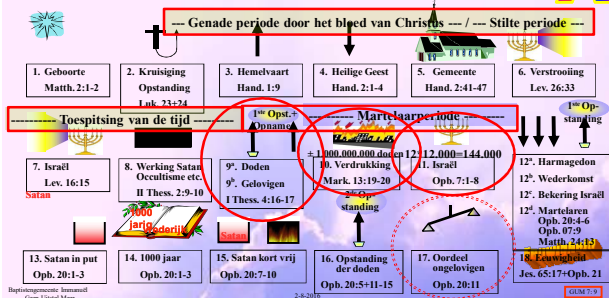 --- Genade periode door het bloed van Christus --- / --- Stilte periode ---
1. Geboorte
Matth. 2:1-2
2. Kruisiging
Opstanding
Luk. 23+24
3. Hemelvaart
Hand. 1:9
4. Heilige Geest
Hand. 2:1-4
5. Gemeente
Hand. 2:41-47
6. Verstrooiing
Lev. 26:33
---------- Toespitsing van de tijd ----------
1ste Opst.+
Opname
---------- Martelaarperiode ----------
1ste Op-
standing
7. Israël
Lev. 16:15
Satan
8. Werking Satan
Occultisme etc.
II Thess. 2:9-10
9a. Doden
9b. Gelovigen
I Thess. 4:16-17
± 1.000.000.000 doden
10. Verdrukking
Mark. 13:19-20
12*12.000=144.000
11. Israël
Opb. 7:1-8
12a. Harmagedon
12b. Wederkomst
12c. Bekering Israël
12d. Martelaren
Opb. 20:4-6
Opb. 07:9
Matth. 24:13
1000
jarig
Satan
2de Op-
standing
13. Satan in put
Opb. 20:1-3
14. 1000 jaar
Opb. 20:1-3
15. Satan kort vrij
Opb. 20:7-10
16. Opstanding
der doden
Opb. 20:5+11-15
17. Oordeel
ongelovigen
Opb. 20:11
18. Eeuwigheid
Jes. 65:17+Opb. 21
Baptistengemeente Immanuël
2-8-2016
GUM 7: 9